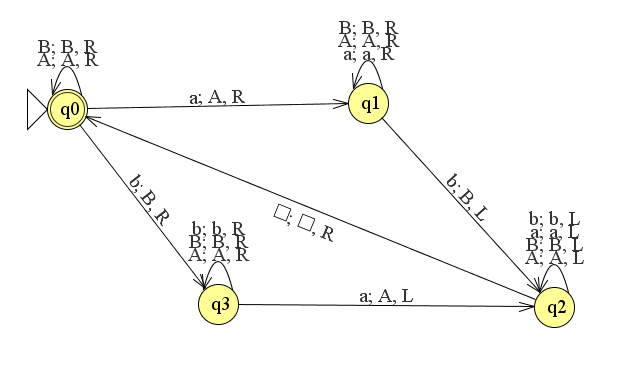 B; B, R
A; A, R
q0
a; A, R
B; B, R
A; A, R
a; a, R
q1
b; B, R
□; □, R
b; B, L
b; b, R
B; B, R
A; A, R
q3
a; A, L
b; b, L
a; a, L
B; B, L
A; A, L
q2